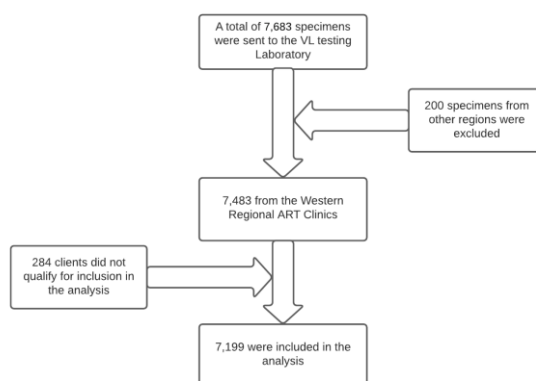 A total of 7,683 specimens
were sent to the VL testing
Laboratory
200 specimens from
other regions were
excluded
7,483 from the Western
Regional ART Clinics
284 clients did not
qualify for inclusion in
the analysis
7,199 were included in the
analysis